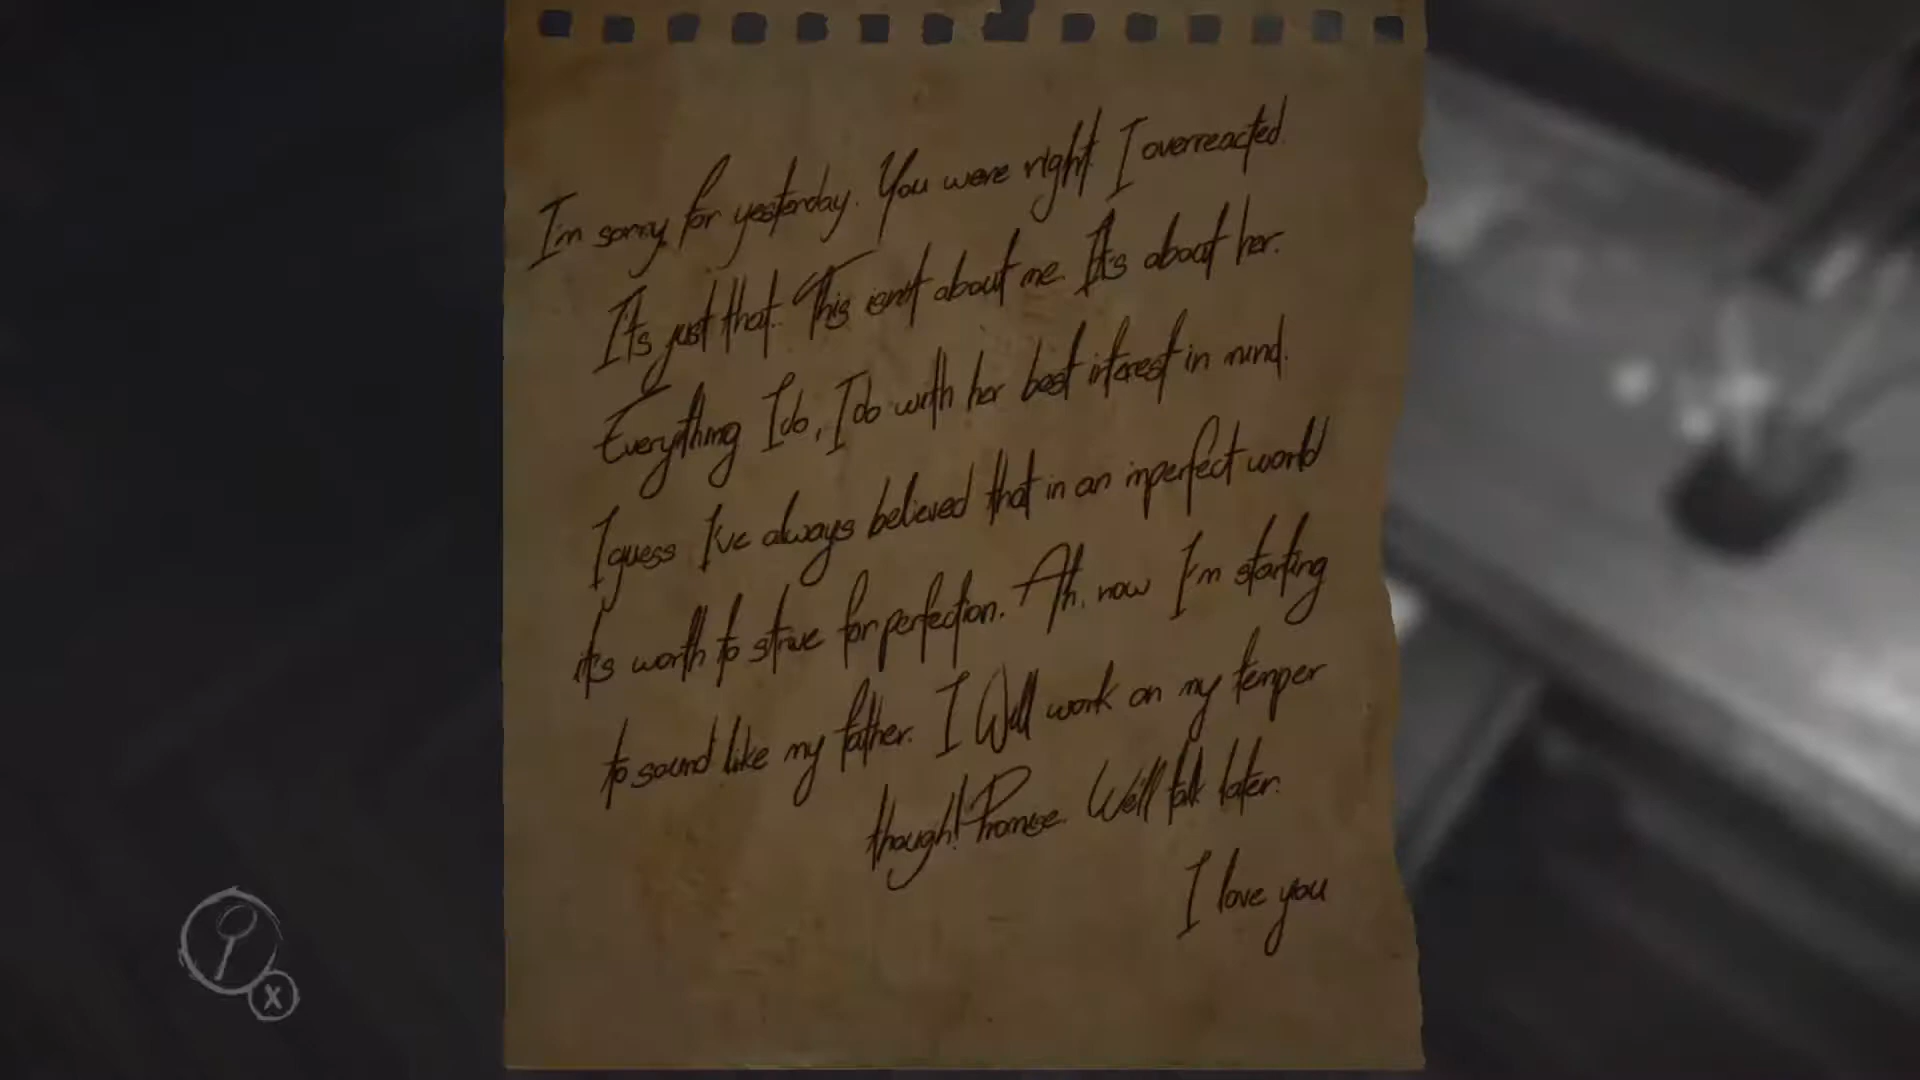 I'm sorry for yesterday. You were right. I overreacted.
It's just that... This isn't about me. It's about her.
Everything I do, I do with her best interest in mind.
I guess I've always believed that in an imperfect world
it's worth to strive for perfection. Ah, now I'm starting
to sound like my father. I Will work on my temper
though! Promise. We'll talk later.
I love you
X